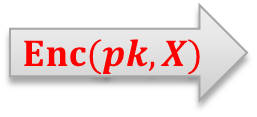 Enc(pk, X)